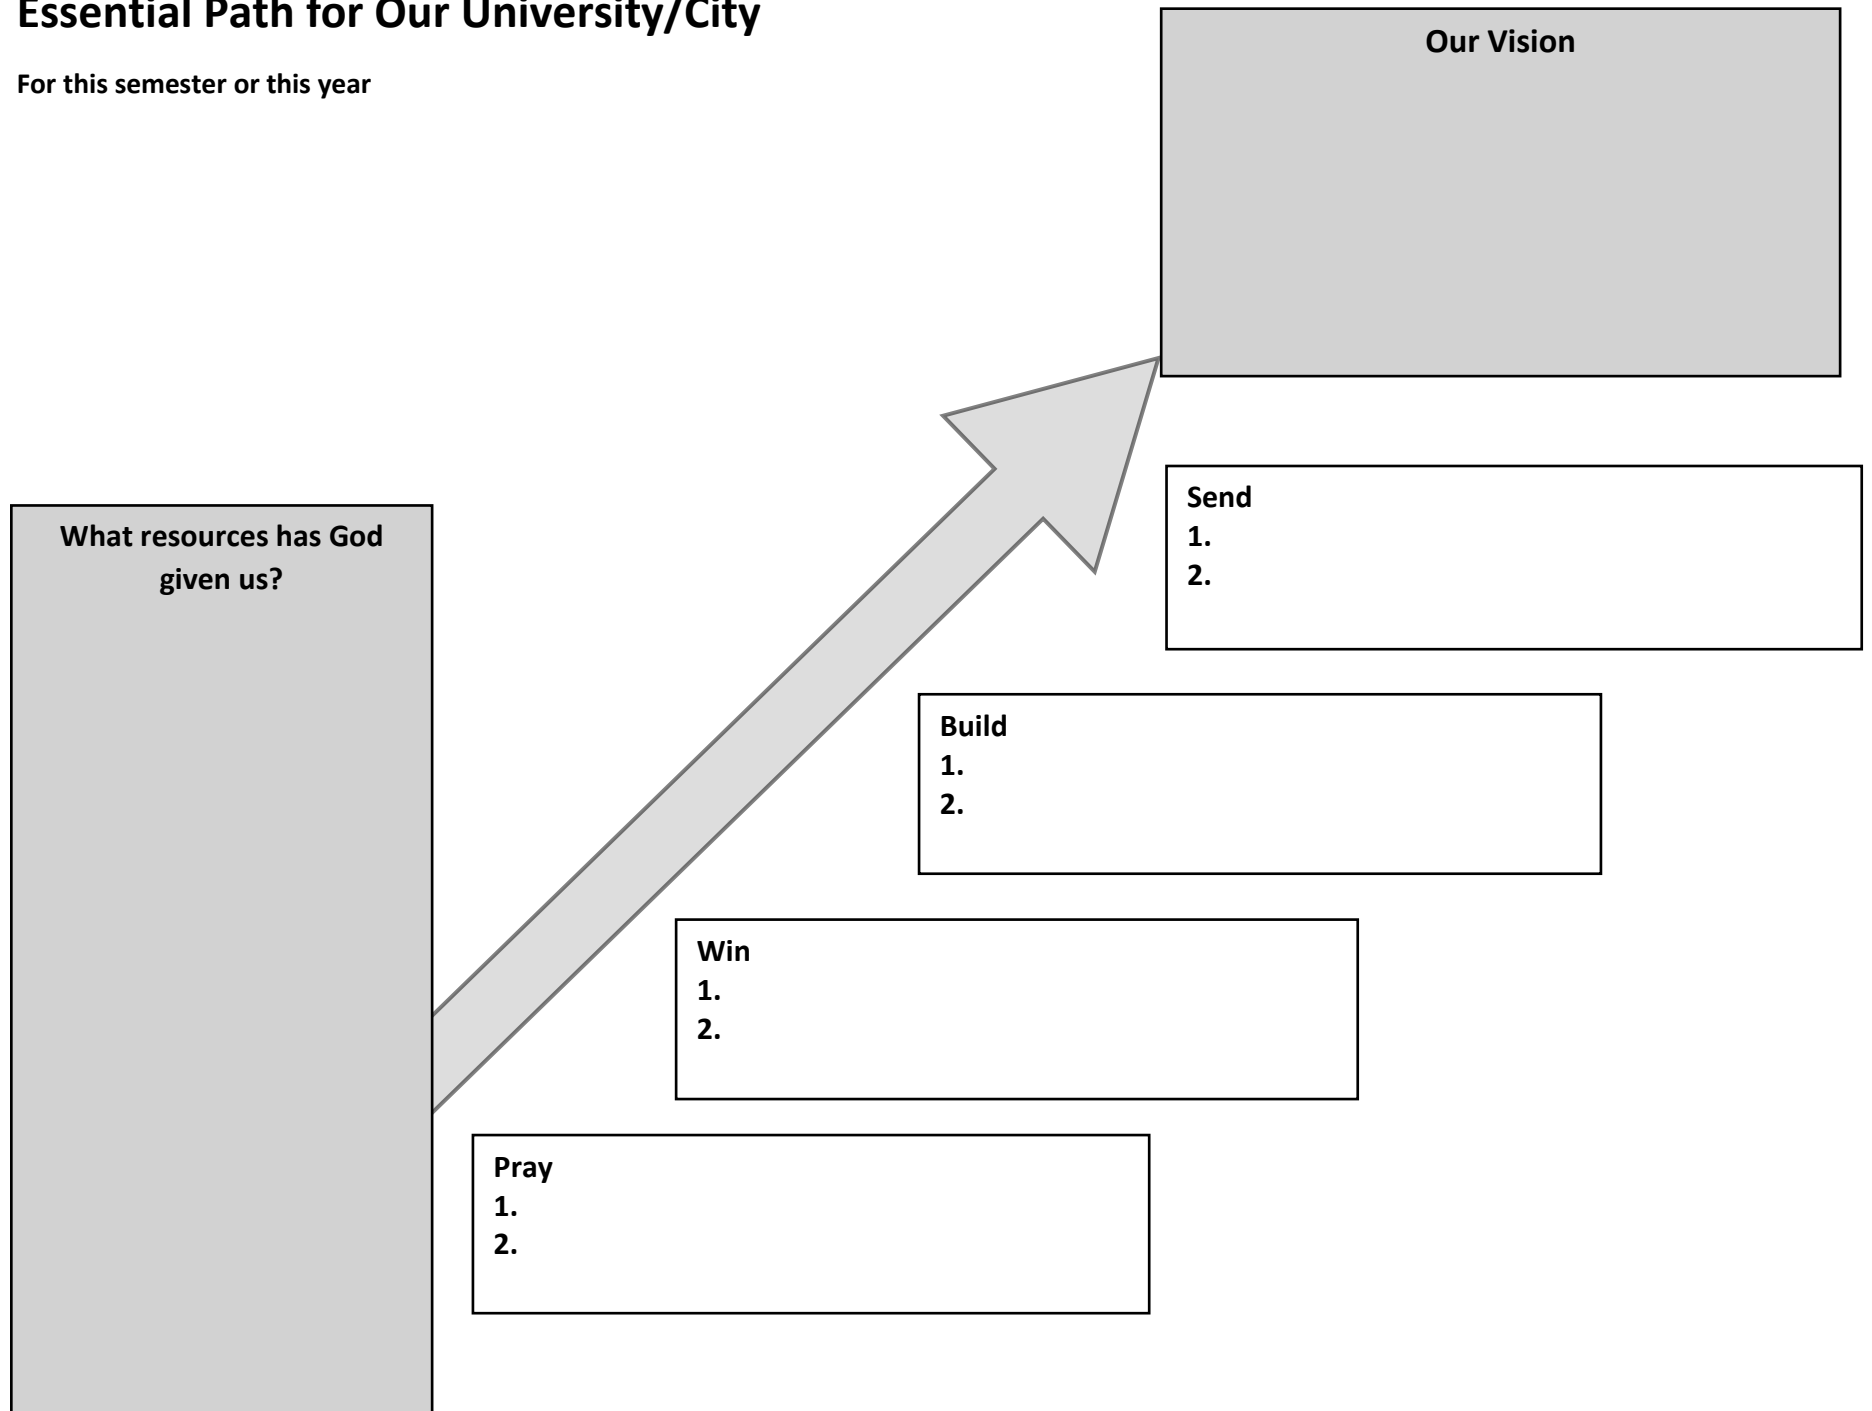 Essential Path for Our University/City
For this semester or this year
Our Vision
What resources has God
given us?
Send
1.
2.
Build
1.
2.
Win
1.
2.
Pray
1.
2.